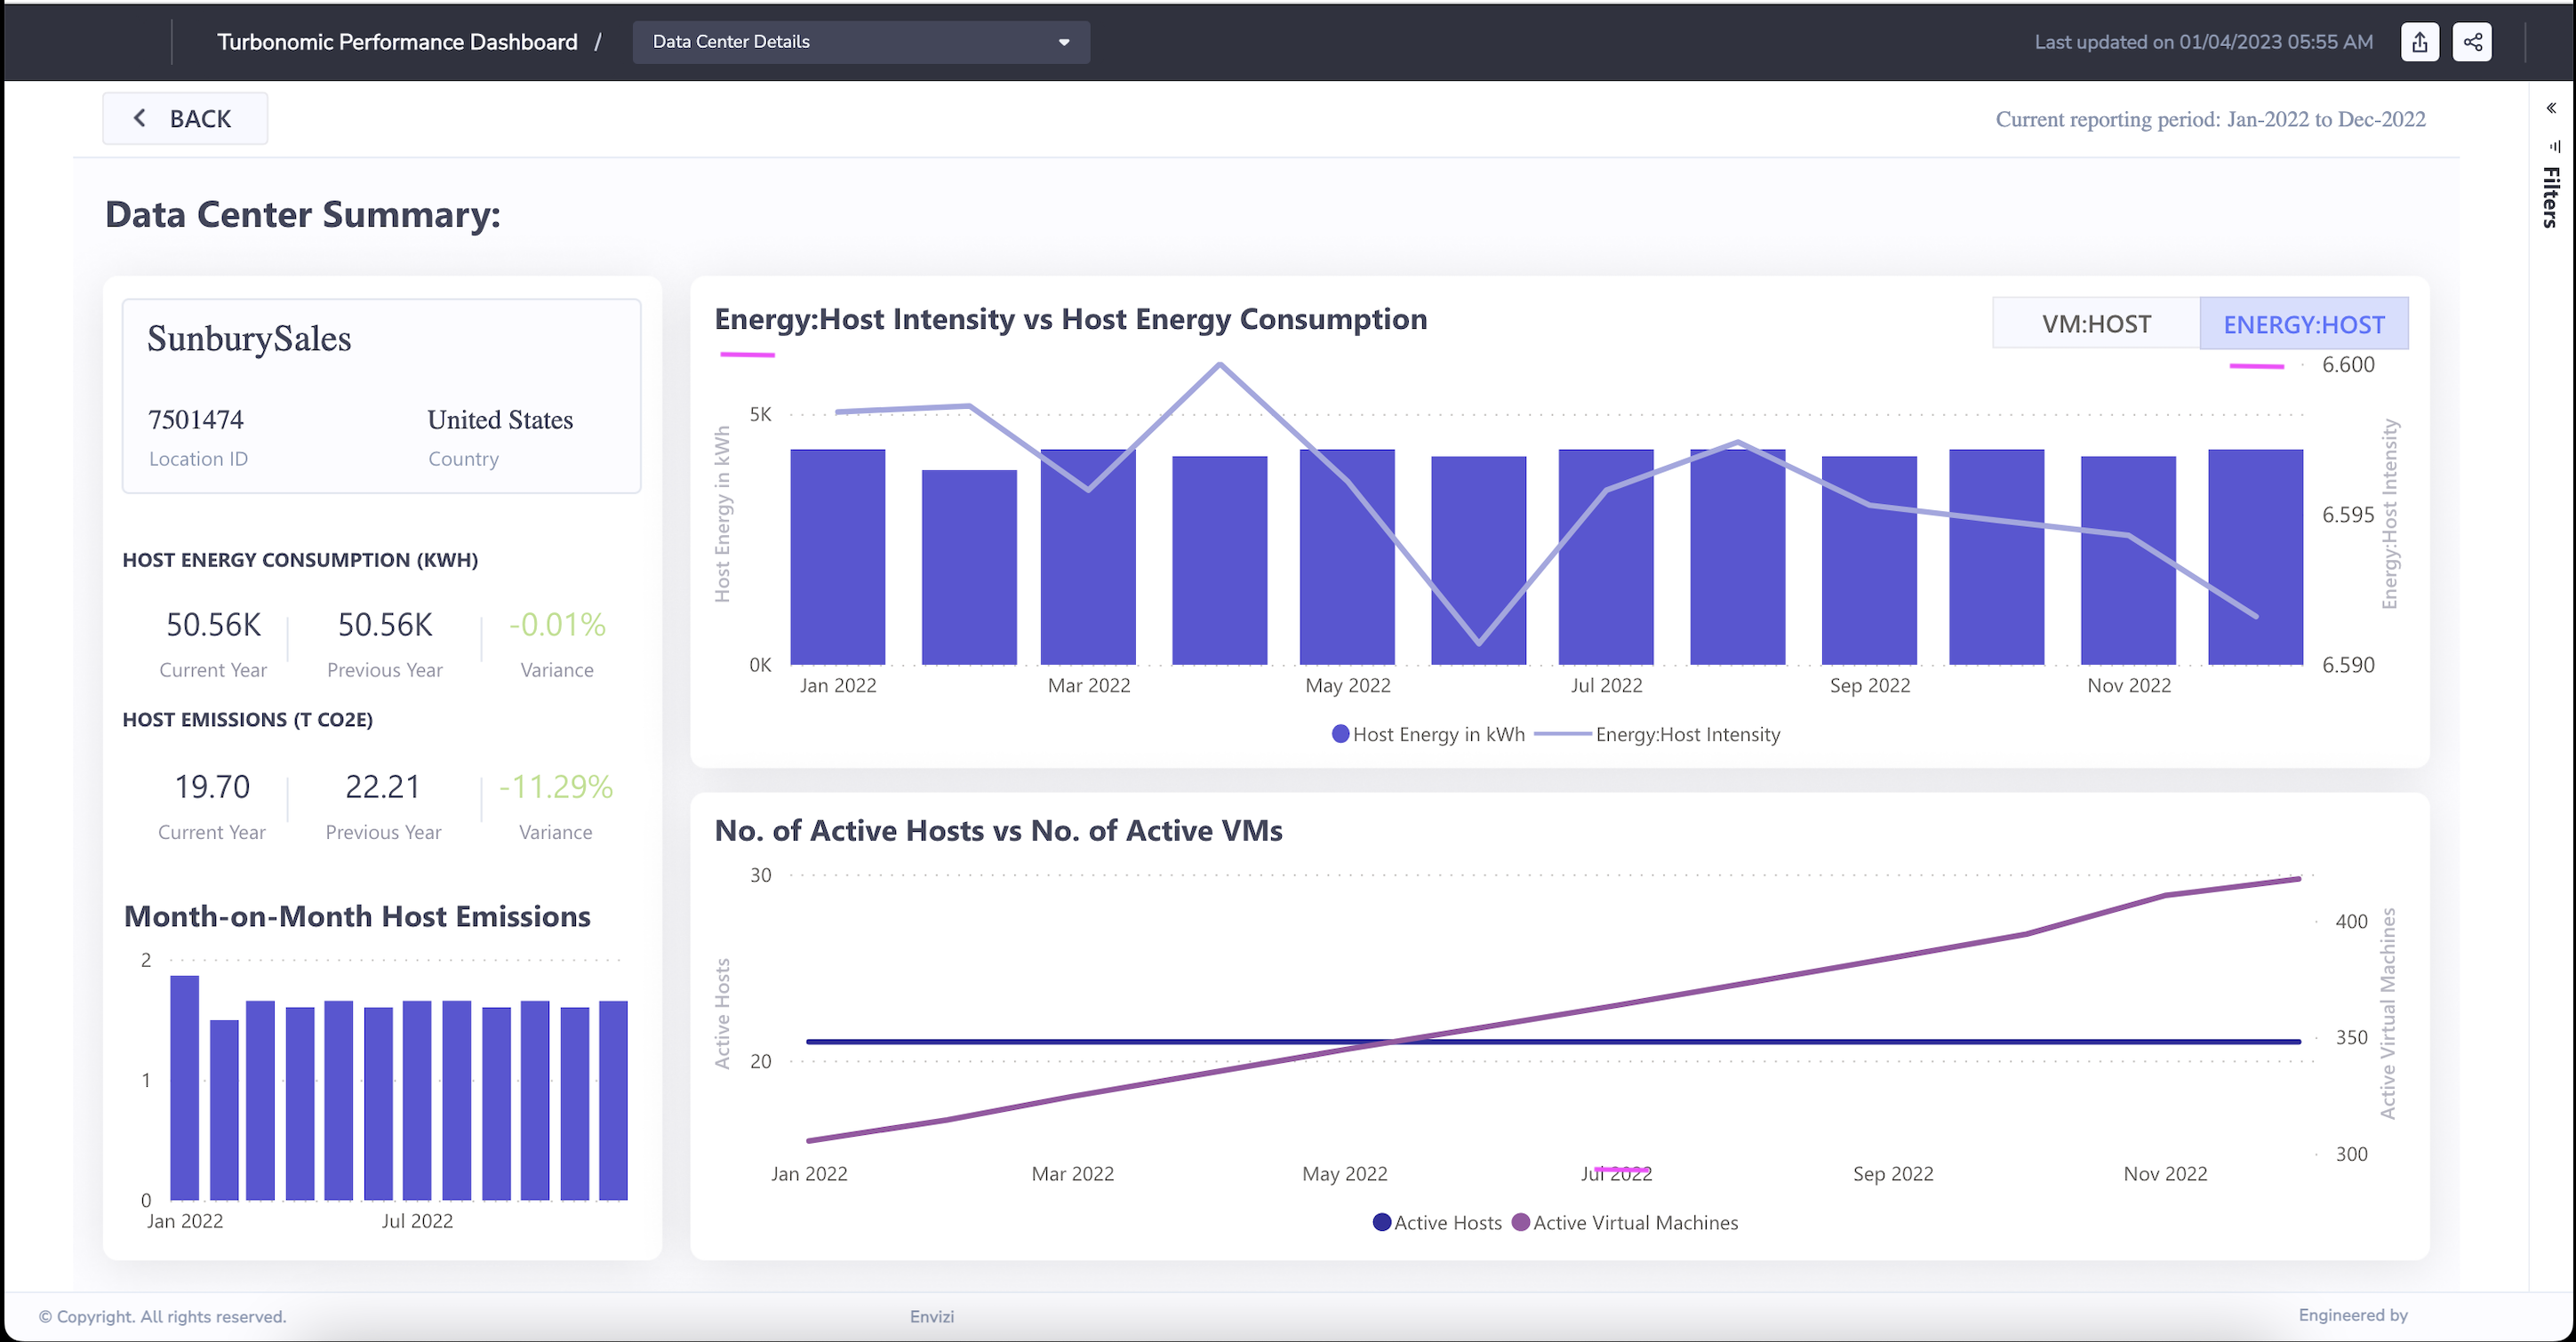 Turbonomic Performance Dashboard /
Data Center Details
Last updated on 01/04/2023 05:55 AM
BACK
Current reporting period: Jan-2022 to Dec-2022
Filters
Data Center Summary:
SunburySales
7501474 United States
Location ID Country
HOST ENERGY CONSUMPTION (KWH)
50.56K 50.56K -0.01%
Current Year Previous Year Variance
HOST EMISSIONS (T CO2E)
19.70 22.21 -11.29%
Current Year Previous Year Variance
Month-on-Month Host Emissions
2
1
0
Jan 2022 Jul 2022
Energy:Host Intensity vs Host Energy Consumption
VM:HOST ENERGY:HOST
Host Energy in kWh
5K
0K
6.600
6.595
6.590
Energy:Host Intensity
Jan 2022 Mar 2022 May 2022 Jul 2022 Sep 2022 Nov 2022
Host Energy in kWh Energy:Host Intensity
No. of Active Hosts vs No. of Active VMs
Active Hosts
30
20
400
350
300
Active Virtual Machines
Jan 2022 Mar 2022 May 2022 Jul 2022 Sep 2022 Nov 2022
Active Hosts Active Virtual Machines
© Copyright. All rights reserved. Envizi Engineered by